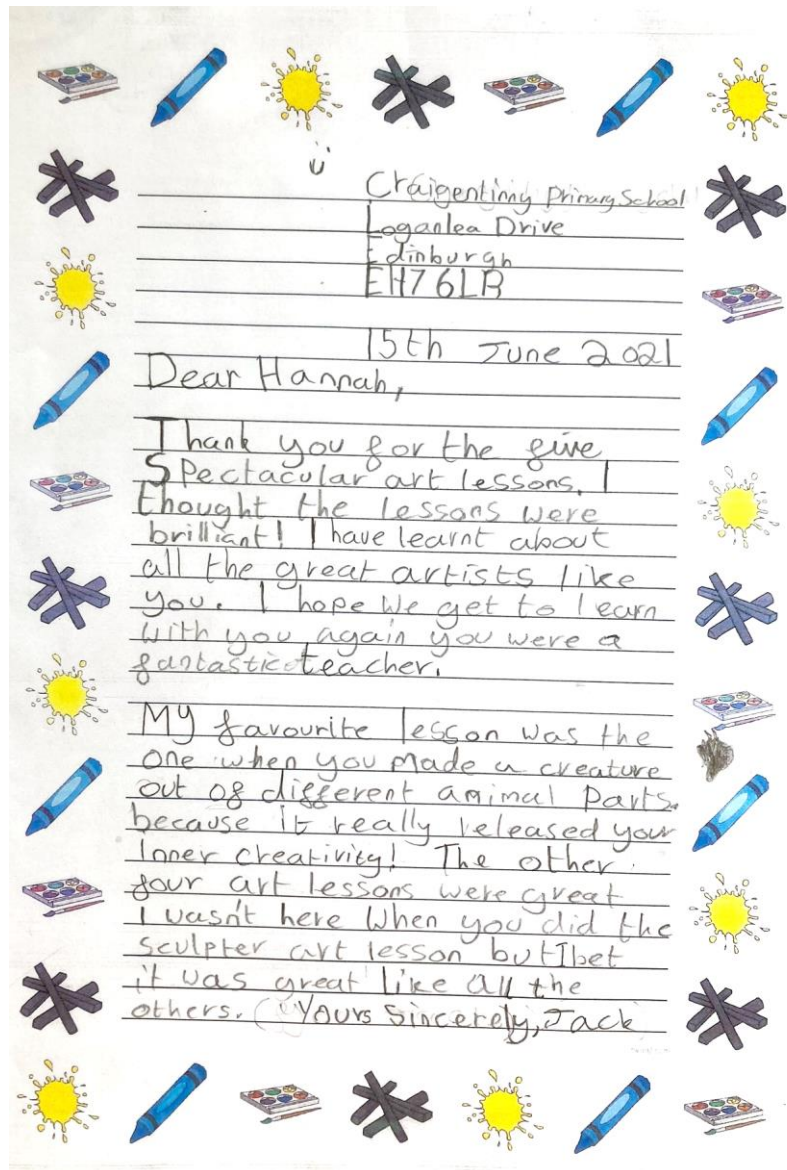 Craigentinny Primary School
Loganlea Drive
Edinburgh
EH7 6LB
15th June 2021
Dear Hannah,
Thank you for the five
Spectacular art lessons. I
thought the lessons were
brilliant! I have learnt about
all the great artists like
you. I hope we get to learn
with you again you were a
fantastic teacher.
My favourite lesson was the
one when you made a creature
out of different animal parts.
because it really released your
Inner creativity! The other
four art lessons were great
I wasn't here when you did the
sculpter art lesson but I bet
it was great like all the
others. Yours Sincerely, Jack